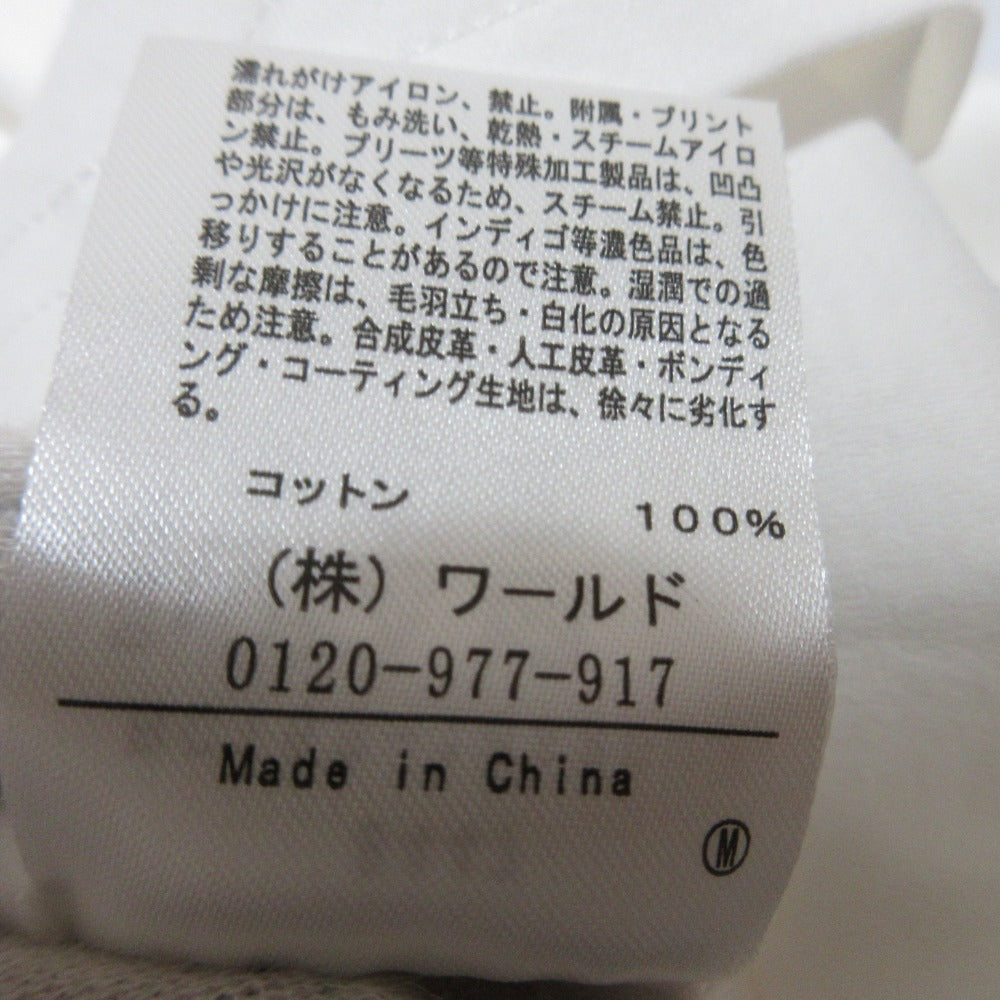 濡れがけアイロン、禁止。附属・プリント
部分は、もみ洗い、乾熱・スチームアイロ
ン禁止。プリーツ等特殊加工製品は、凹凸
や光沢がなくなるため、スチーム禁止。引
っかけに注意。インディゴ等濃色品は、色
移りすることがあるので注意。湿潤での過
剰な摩擦は、毛羽立ち・白化の原因となる
ため注意。合成皮革・人工皮革・ボンディ
ング・コーティング生地は、徐々に劣化す
る。
コットン 100%
(株) ワールド
0120-977-917
Made in China
Ⓜ